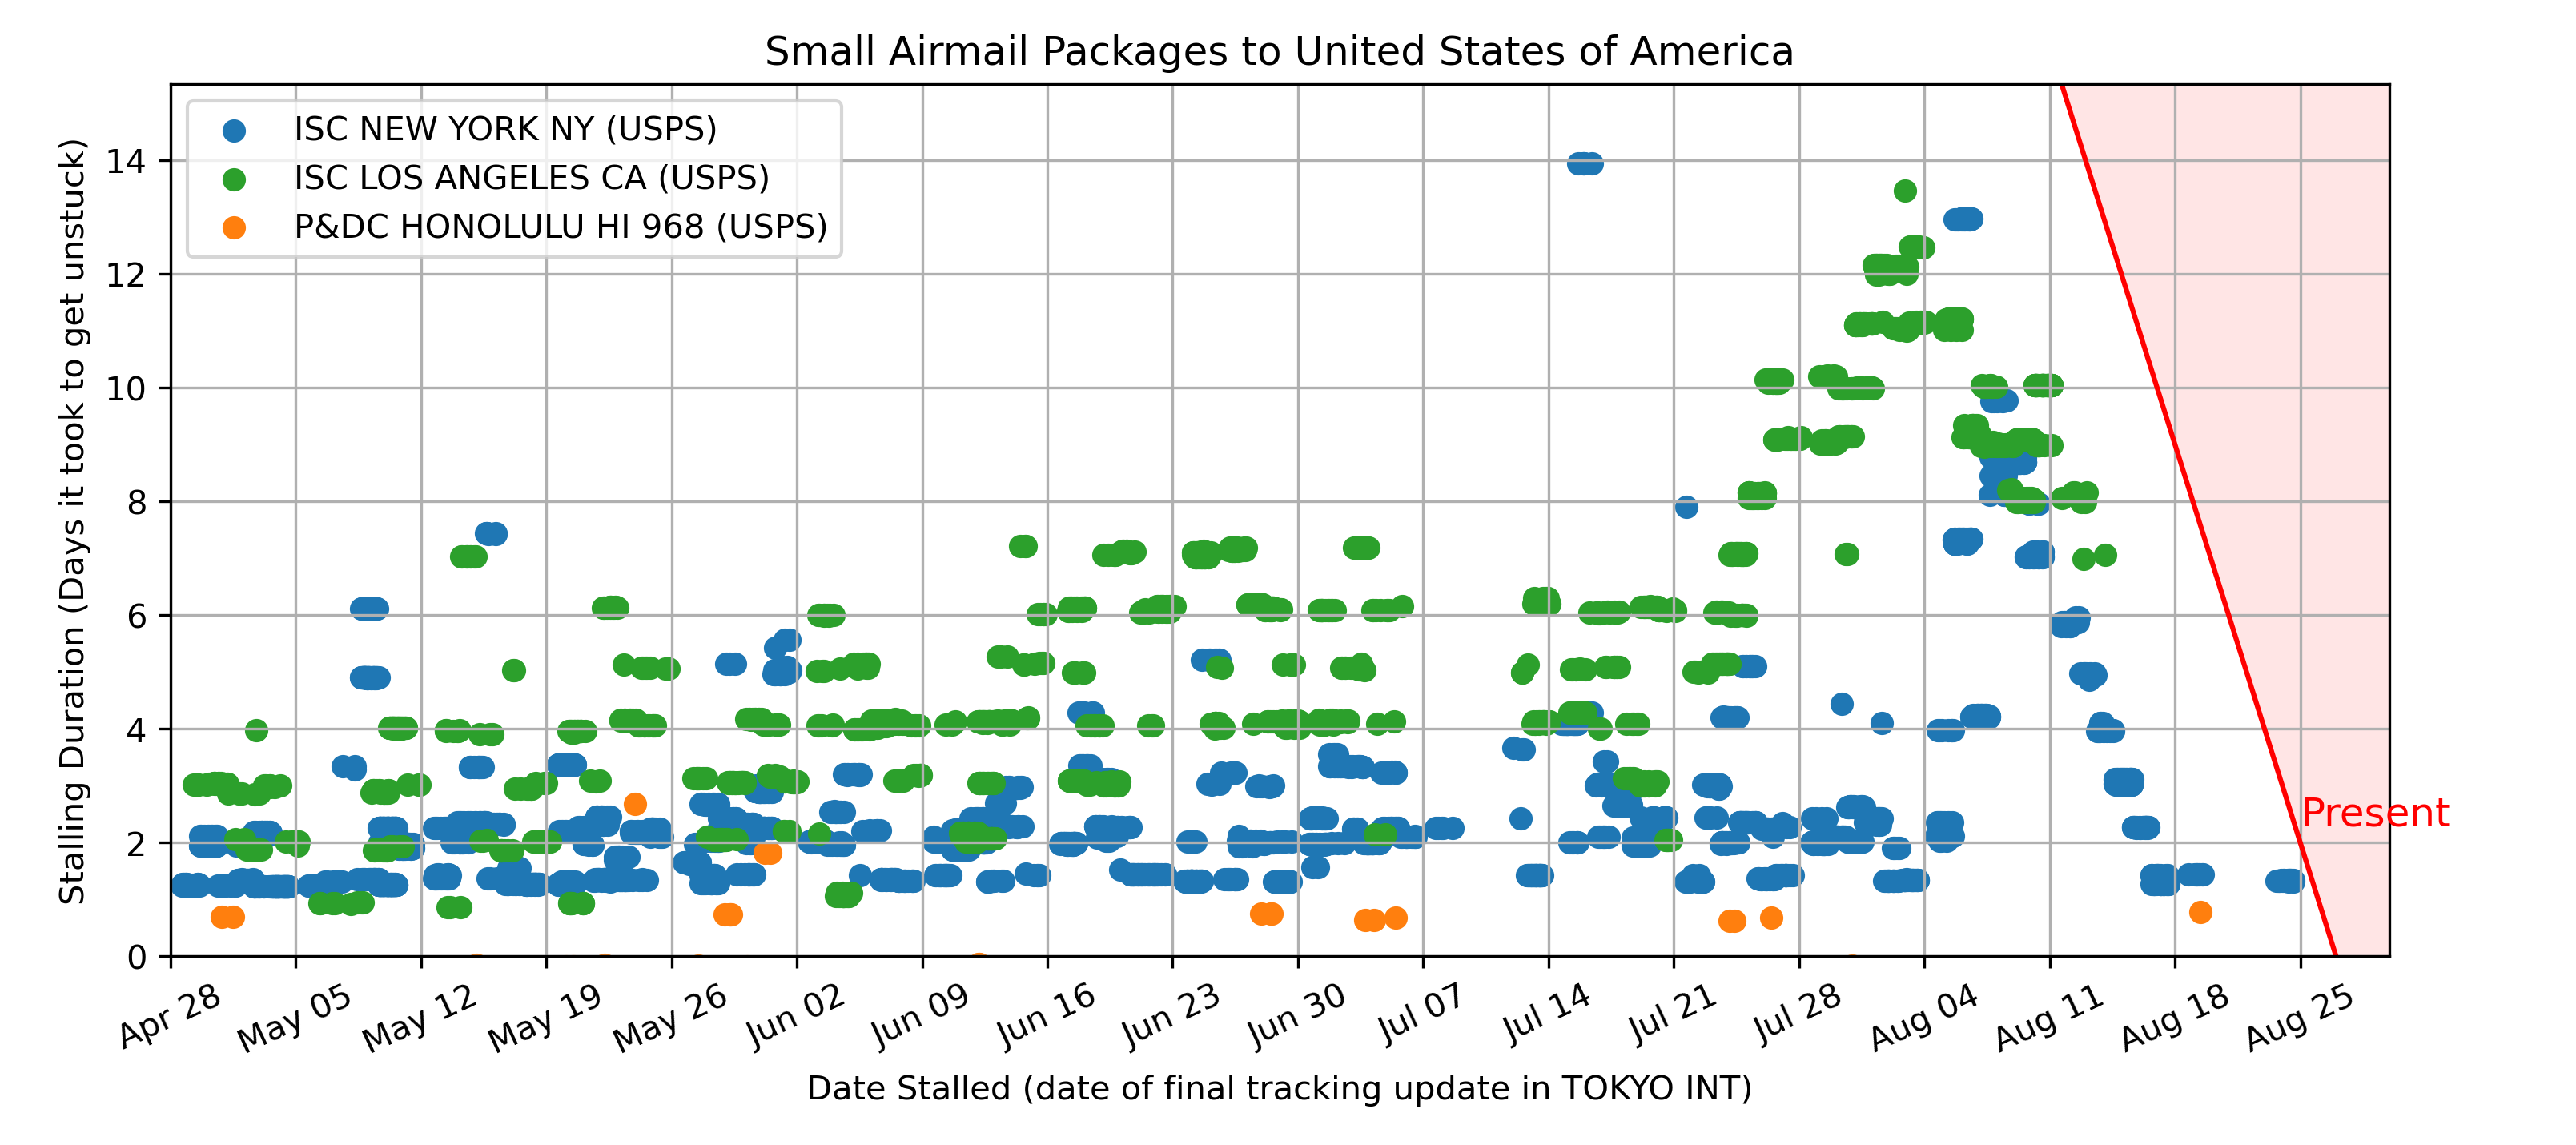 Small Airmail Packages to United States of America
ISC NEW YORK NY (USPS)
ISC LOS ANGELES CA (USPS)
P&DC HONOLULU HI 968 (USPS)
Stalling Duration (Days it took to get unstuck)
14
12
10
8
6
4
2
0
Present
Apr 28
May 05
May 12
May 19
May 26
Jun 02
Jun 09
Jun 16
Jun 23
Jun 30
Jul 07
Jul 14
Jul 21
Jul 28
Aug 04
Aug 11
Aug 18
Aug 25
Date Stalled (date of final tracking update in TOKYO INT)